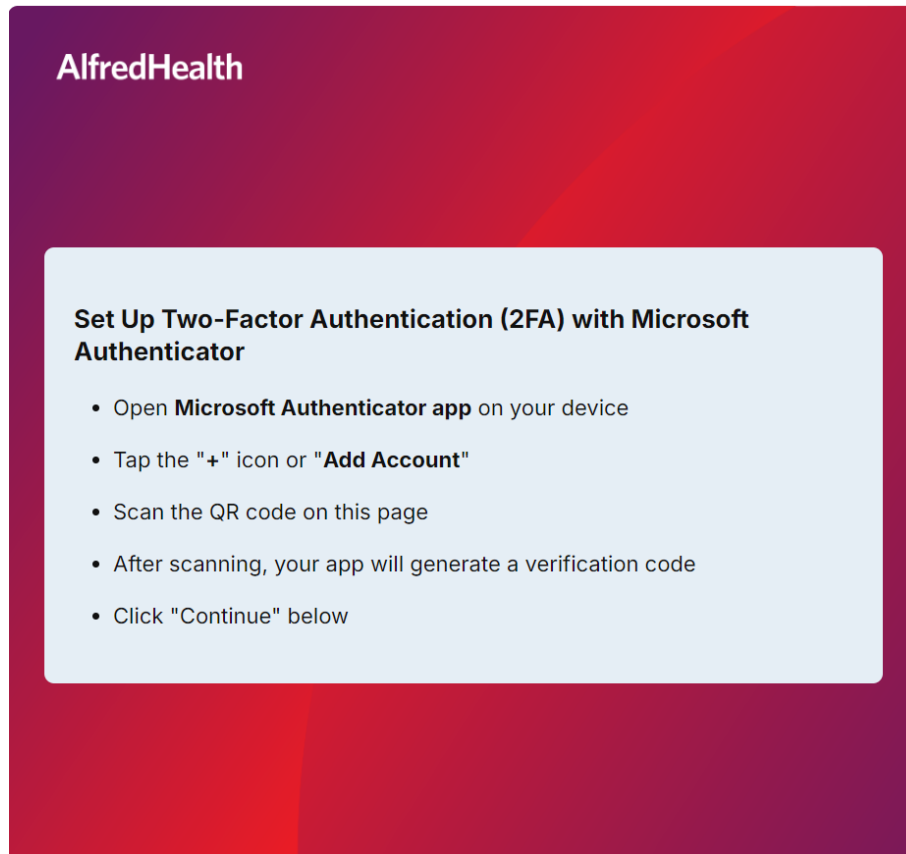 AlfredHealth
Set Up Two-Factor Authentication (2FA) with Microsoft
Authenticator
• Open Microsoft Authenticator app on your device
• Tap the "+" icon or "Add Account"
• Scan the QR code on this page
• After scanning, your app will generate a verification code
• Click "Continue" below